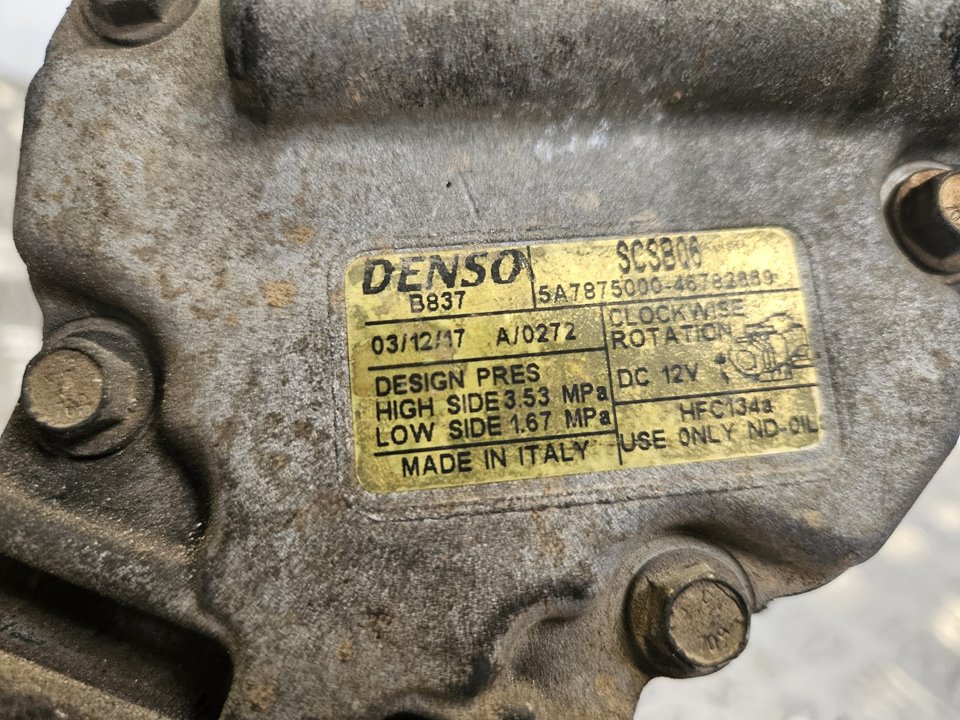 DENSO
B837
SCSB06
5A7875000-46782669
03/12/17 A/0272
CLOCKWISE
ROTATION
DC 12V
DESIGN PRES
HIGH SIDE 3.53 MPa
LOW SIDE 1.67 MPa
HFC134a
USE ONLY ND-OIL
MADE IN ITALY